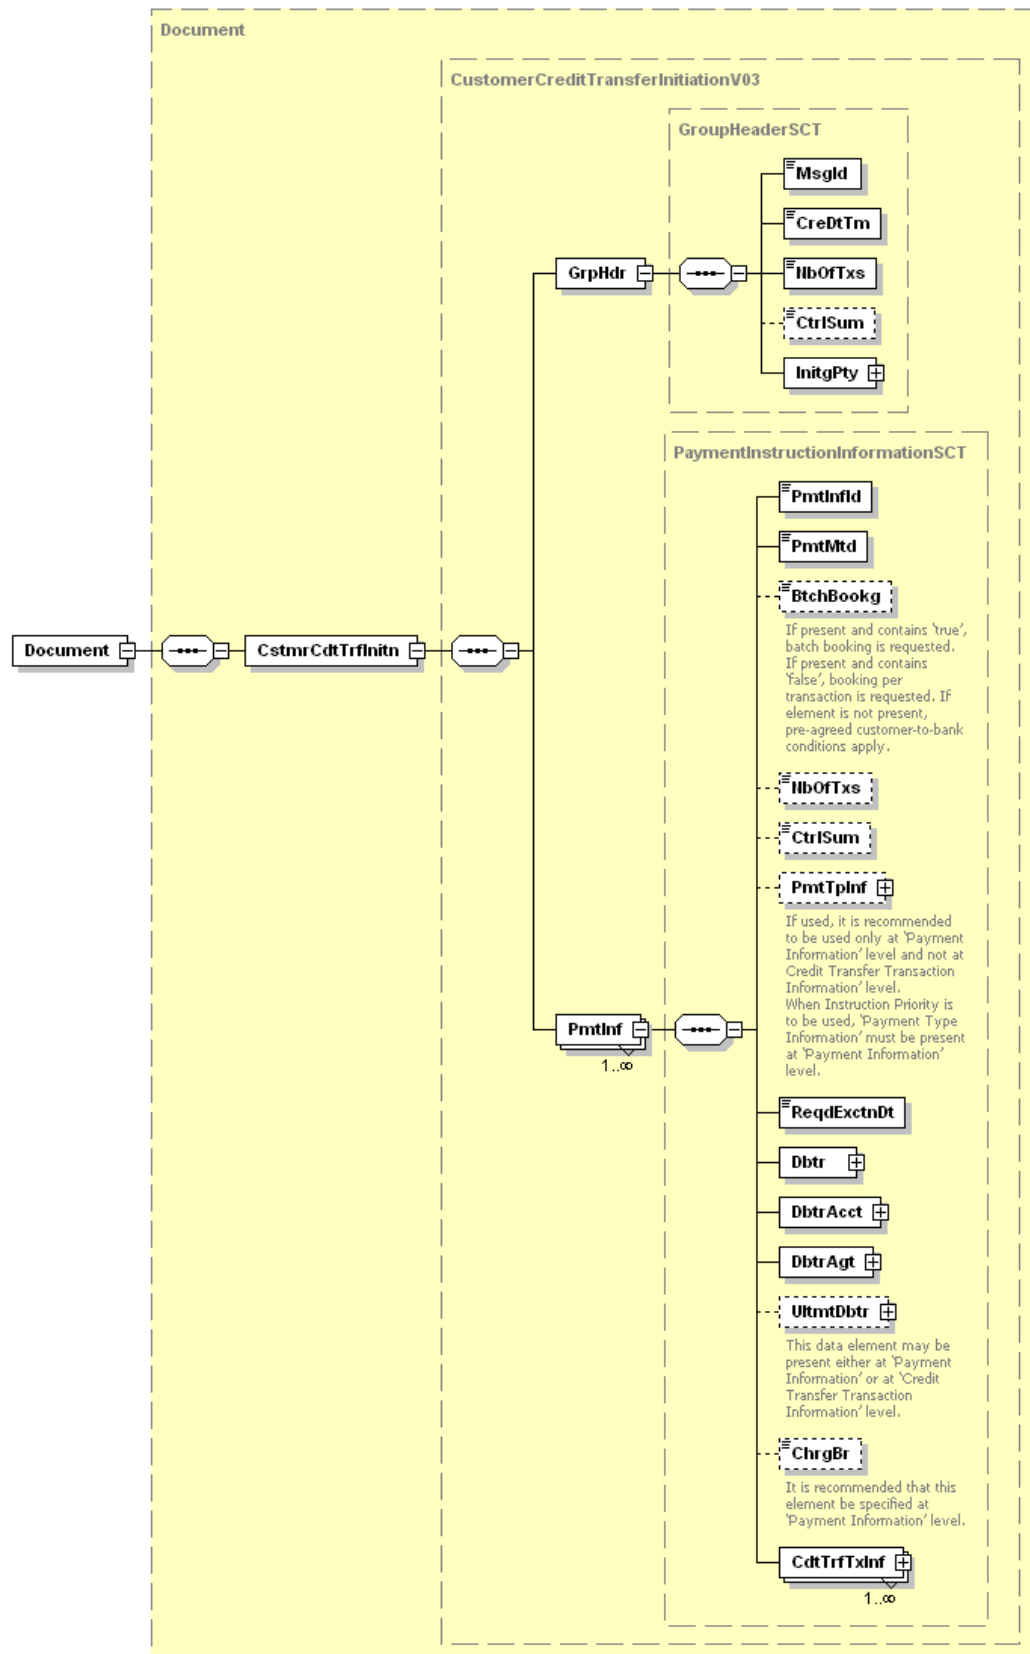 Document
CustomerCreditTransferInitiationV03
GroupHeaderSCT
MsgId
CreDtTm
GrpHdr
NbOfTxs
CtrlSum
InitgPty
PaymentInstructionInformationSCT
PmtInfId
PmtMtd
BtchBookg
If present and contains 'true',
batch booking is requested.
If present and contains
'false', booking per
transaction is requested. If
element is not present,
pre-agreed customer-to-bank
conditions apply.
Document
CstmrCdtTrfInitn
NbOfTxs
CtrlSum
PmtTpInf
If used, it is recommended
to be used only at 'Payment
Information' level and not at
Credit Transfer Transaction
Information' level.
When Instruction Priority is
to be used, 'Payment Type
Information' must be present
at 'Payment Information'
level.
PmtInf
1..∞
ReqdExctnDt
Dbtr
DbtrAcct
DbtrAgt
UltmtDbtr
This data element may be
present either at 'Payment
Information' or at 'Credit
Transfer Transaction
Information' level.
ChrgBr
It is recommended that this
element be specified at
'Payment Information' level.
CdtTrfTxInf
1..∞